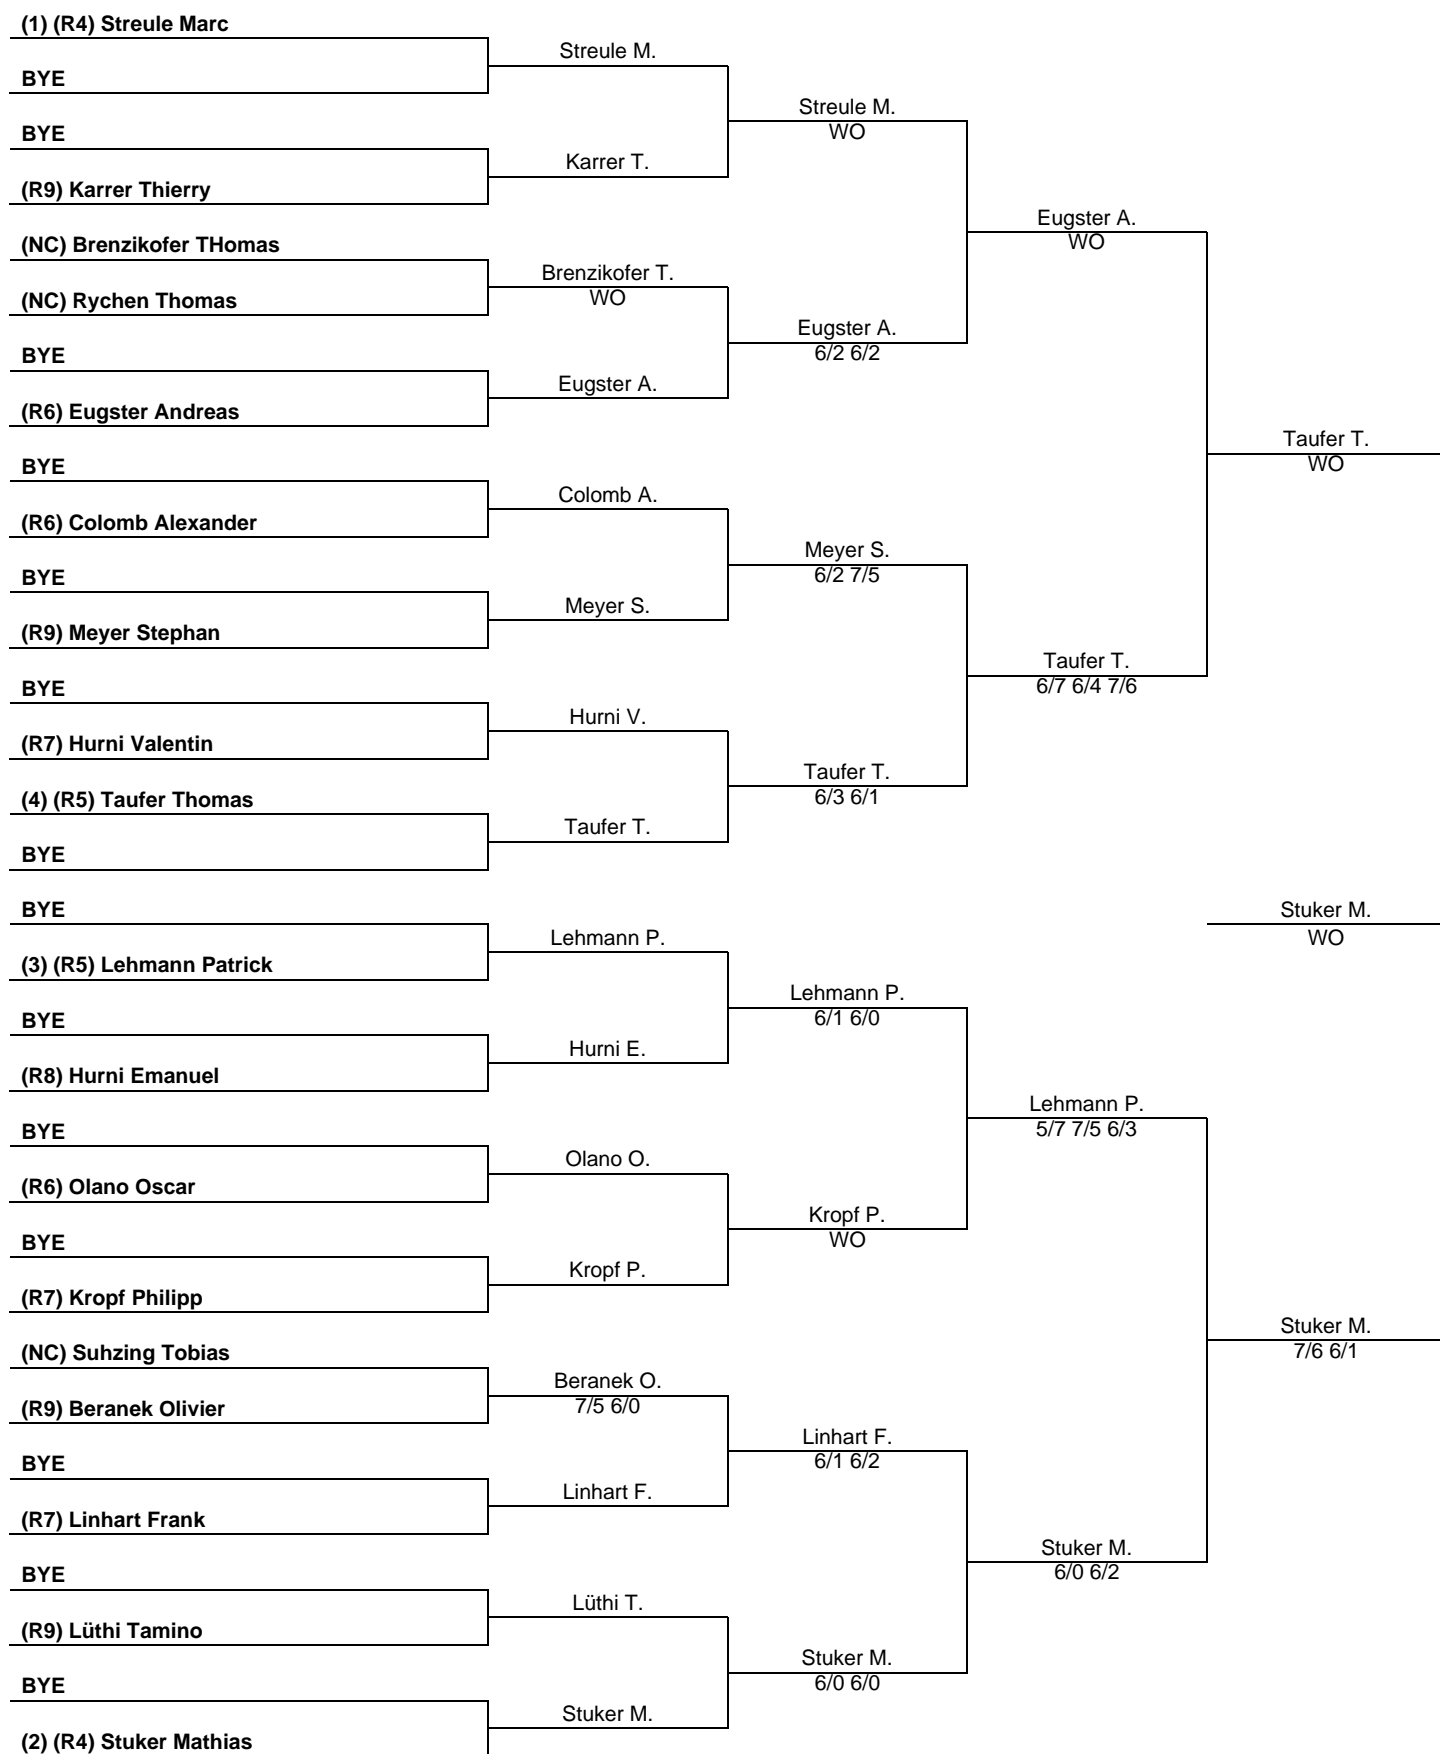 (1) (R4) Streule Marc
Streule M.
BYE
Streule M.
WO
BYE
Karrer T.
(R9) Karrer Thierry
Eugster A.
WO
(NC) Brenzikofer THomas
Brenzikofer T.
WO
(NC) Rychen Thomas
Eugster A.
6/2 6/2
BYE
Eugster A.
(R6) Eugster Andreas
Taufer T.
WO
BYE
Colomb A.
(R6) Colomb Alexander
Meyer S.
6/2 7/5
BYE
Meyer S.
(R9) Meyer Stephan
Taufer T.
6/7 6/4 7/6
BYE
Hurni V.
(R7) Hurni Valentin
Taufer T.
6/3 6/1
(4) (R5) Taufer Thomas
Taufer T.
BYE
BYE
Stuker M.
WO
Lehmann P.
(3) (R5) Lehmann Patrick
Lehmann P.
6/1 6/0
BYE
Hurni E.
(R8) Hurni Emanuel
Lehmann P.
5/7 7/5 6/3
BYE
Olano O.
(R6) Olano Oscar
Kropf P.
WO
BYE
Kropf P.
(R7) Kropf Philipp
Stuker M.
7/6 6/1
(NC) Suhzing Tobias
Beranek O.
7/5 6/0
(R9) Beranek Olivier
Linhart F.
6/1 6/2
BYE
Linhart F.
(R7) Linhart Frank
Stuker M.
6/0 6/2
BYE
Lüthi T.
(R9) Lüthi Tamino
Stuker M.
6/0 6/0
BYE
Stuker M.
(2) (R4) Stuker Mathias